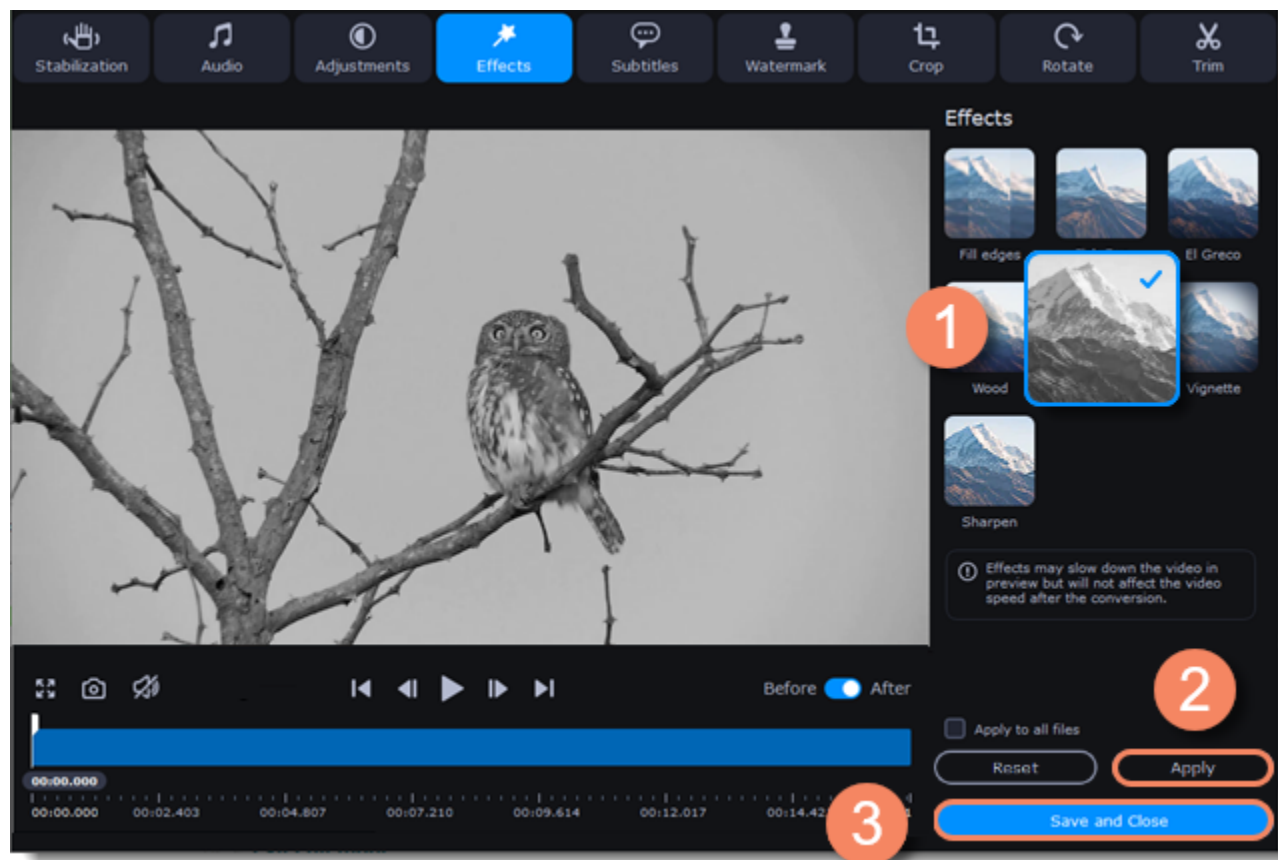 Stabilization
Audio
Adjustments
Effects
Subtitles
Watermark
Crop
Rotate
Trim
Effects
Fill edges
El Greco
1
Wood
Vignette
Sharpen
Effects may slow down the video in
preview but will not affect the video
speed after the conversion.
Before
After
2
Apply to all files
Reset
Apply
00:00.000
00:00.000 00:02.403 00:04.807 00:07.210 00:09.614 00:12.017
3
Save and Close